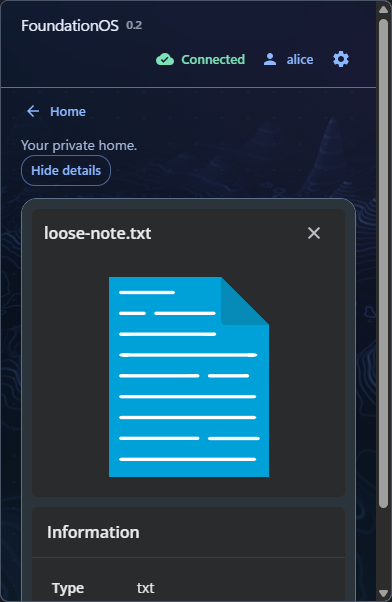 FoundationOS 0.2
Connected alice
Home
Your private home.
Hide details
loose-note.txt
Information
Type txt